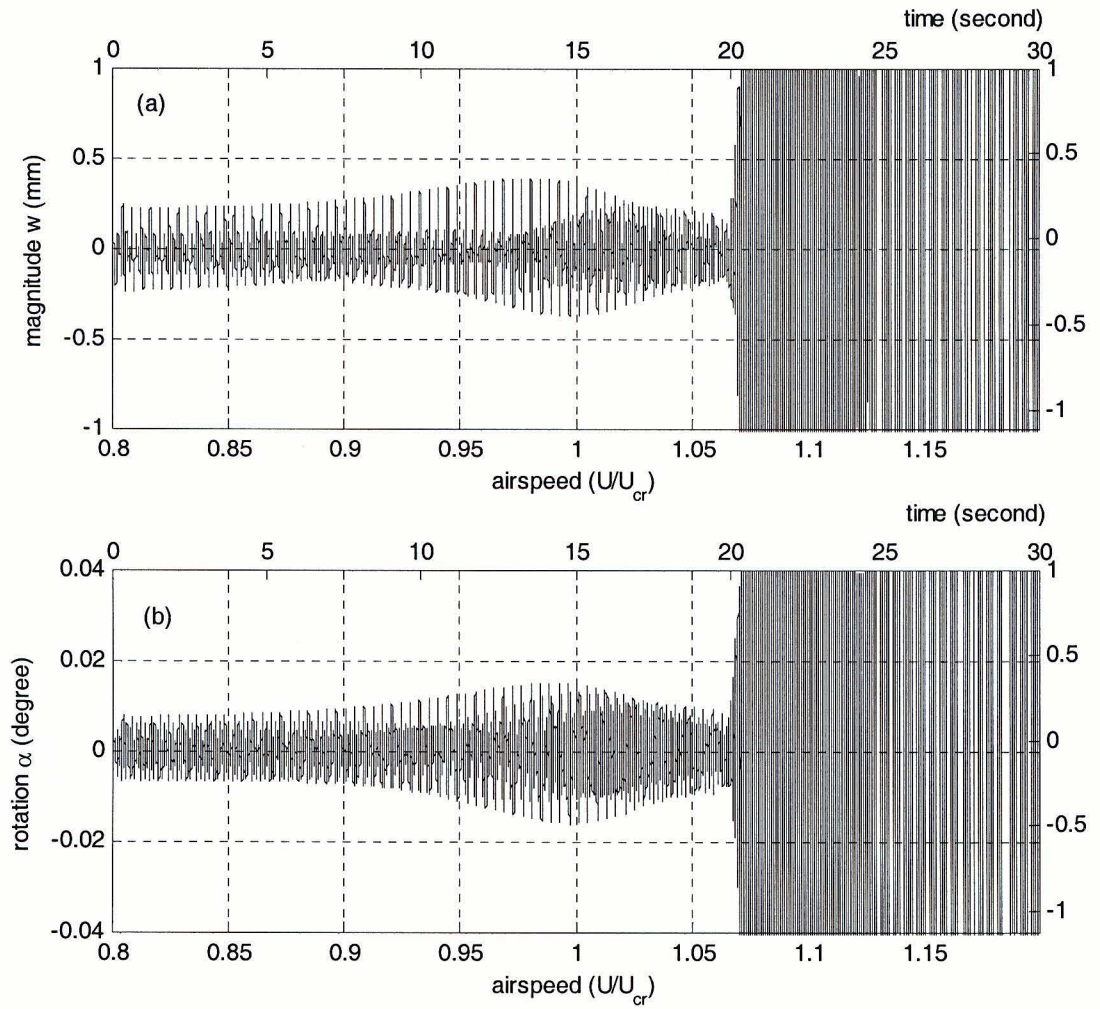 time (second)
0 5 10 15 20 25 30
1 1
(a)
0.5 0.5
magnitude w (mm)
0 0
-0.5 -0.5
-1 -1
0.8 0.85 0.9 0.95 1 1.05 1.1 1.15
airspeed (U/Ucr)
time (second)
0 5 10 15 20 25 30
0.04 1
(b)
0.02 0.5
rotation α (degree)
0 0
-0.02 -0.5
-0.04 -1
0.8 0.85 0.9 0.95 1 1.05 1.1 1.15
airspeed (U/Ucr)